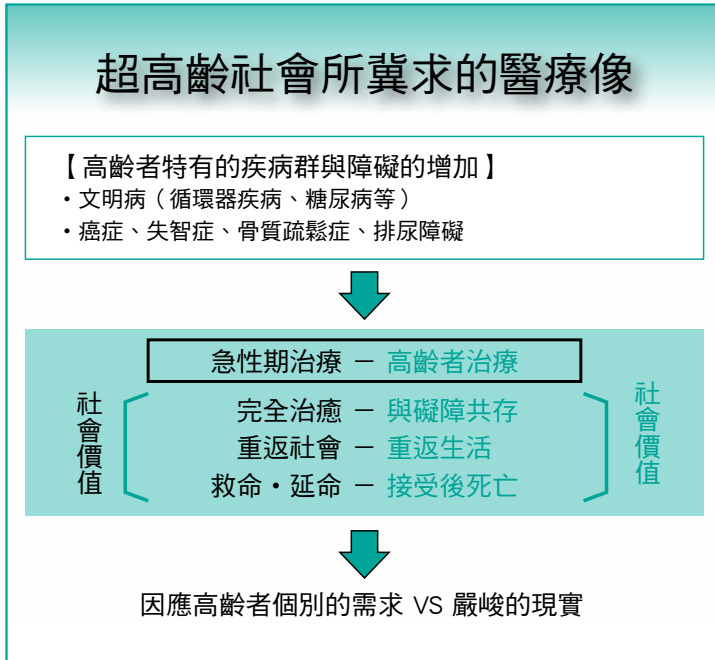 超高齡社會所冀求的醫療像
【高齡者特有的疾病群與障礙的增加】
・文明病（循環器疾病、糖尿病等）
・癌症、失智症、骨質疏鬆症、排尿障礙
急性期治療 － 高齡者治療
社會價值
完全治癒 － 與礙障共存
重返社會 － 重返生活
救命・延命 － 接受後死亡
社會價值
因應高齡者個別的需求 VS 嚴峻的現實